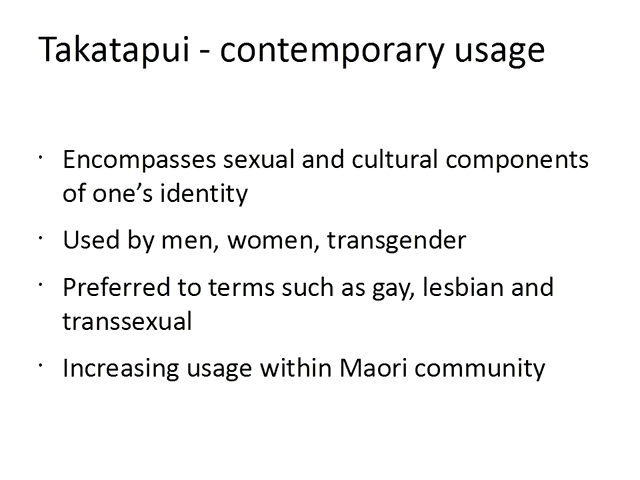 Takatapui - contemporary usage
· Encompasses sexual and cultural components
of one’s identity
· Used by men, women, transgender
· Preferred to terms such as gay, lesbian and
transsexual
· Increasing usage within Maori community